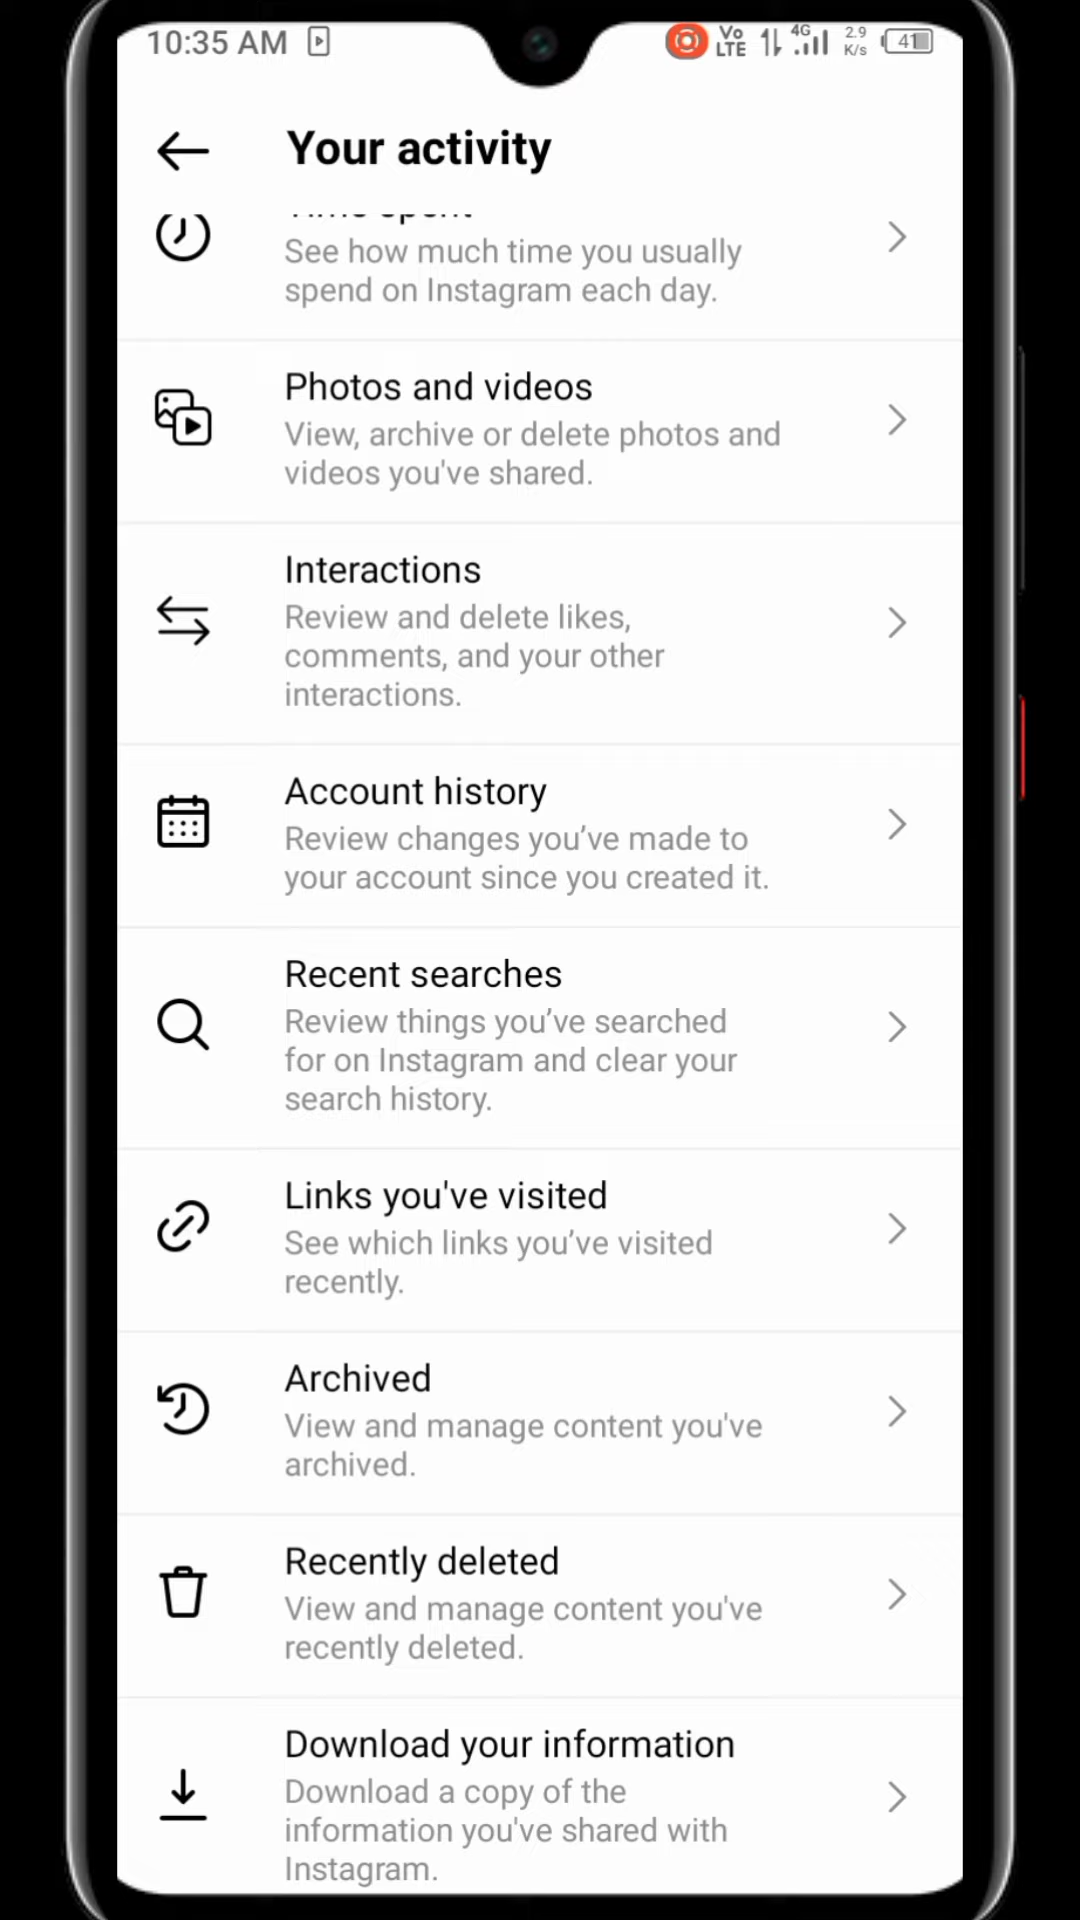 10:35 AM
Vo
LTE
4G
2.9
K/s
41
Your activity
Time spent
See how much time you usually
spend on Instagram each day.
Photos and videos
View, archive or delete photos and
videos you've shared.
Interactions
Review and delete likes,
comments, and your other
interactions.
Account history
Review changes you’ve made to
your account since you created it.
Recent searches
Review things you’ve searched
for on Instagram and clear your
search history.
Links you've visited
See which links you’ve visited
recently.
Archived
View and manage content you've
archived.
Recently deleted
View and manage content you've
recently deleted.
Download your information
Download a copy of the
information you've shared with
Instagram.